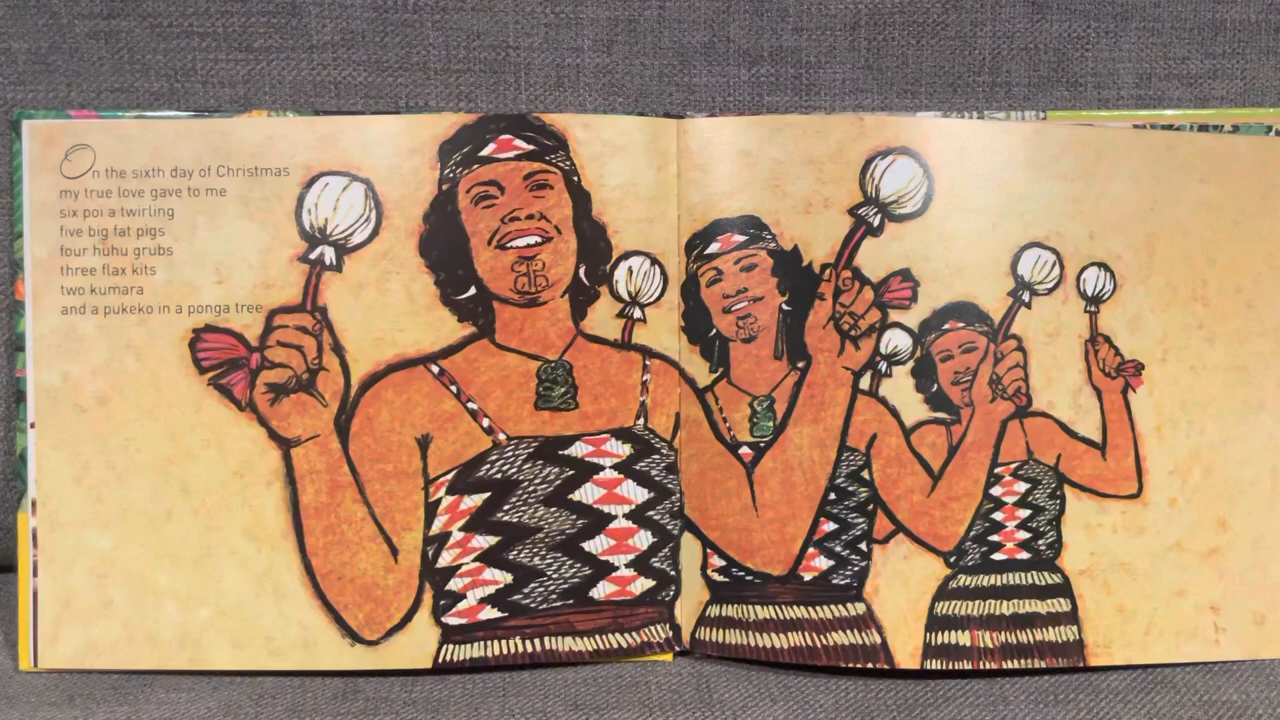 On the sixth day of Christmas
my true love gave to me
six poi a twirling
five big fat pigs
four huhu grubs
three flax kits
two kumara
and a pukeko in a ponga tree